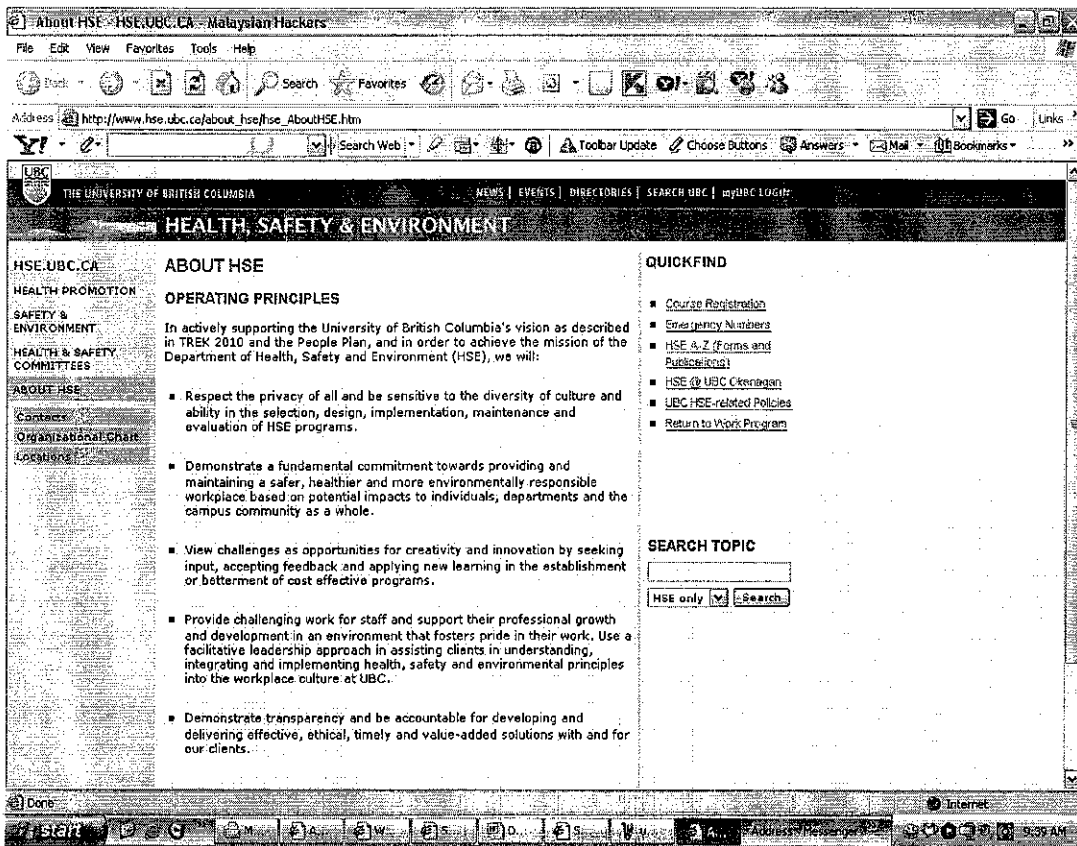 About HSE - HSE.UBC.CA - Malaysian Hackers
File Edit View Favorites Tools Help
Back Search Favorites
Address http://www.hse.ubc.ca/about_hse/hse_AboutHSE.htm Go Links
Y! Search Web Toolbar Update Choose Buttons Answers Mail Bookmarks
UBC
THE UNIVERSITY OF BRITISH COLUMBIA
NEWS | EVENTS | DIRECTORIES | SEARCH UBC | myUBC LOGIN
HEALTH, SAFETY & ENVIRONMENT
HSE.UBC.CA
HEALTH PROMOTION
SAFETY &
ENVIRONMENT
HEALTH & SAFETY
COMMITTEES
ABOUT HSE
Contacts
Organizational Chart
Locations
ABOUT HSE
OPERATING PRINCIPLES
In actively supporting the University of British Columbia's vision as described
in TREK 2010 and the People Plan, and in order to achieve the mission of the
Department of Health, Safety and Environment (HSE), we will:
Respect the privacy of all and be sensitive to the diversity of culture and
ability in the selection, design, implementation, maintenance and
evaluation of HSE programs.
Demonstrate a fundamental commitment towards providing and
maintaining a safer, healthier and more environmentally responsible
workplace based on potential impacts to individuals, departments and the
campus community as a whole.
View challenges as opportunities for creativity and innovation by seeking
input, accepting feedback and applying new learning in the establishment
or betterment of cost effective programs.
Provide challenging work for staff and support their professional growth
and development in an environment that fosters pride in their work. Use a
facilitative leadership approach in assisting clients in understanding,
integrating and implementing health, safety and environmental principles
into the workplace culture at UBC.
Demonstrate transparency and be accountable for developing and
delivering effective, ethical, timely and value-added solutions with and for
our clients.
QUICKFIND
Course Registration
Emergency Numbers
HSE A-Z (Forms and
Publications)
HSE @ UBC Okanagan
UBC HSE-related Policies
Return to Work Program
SEARCH TOPIC
HSE only Search
Done Internet
start Address Messenger 9:39 AM